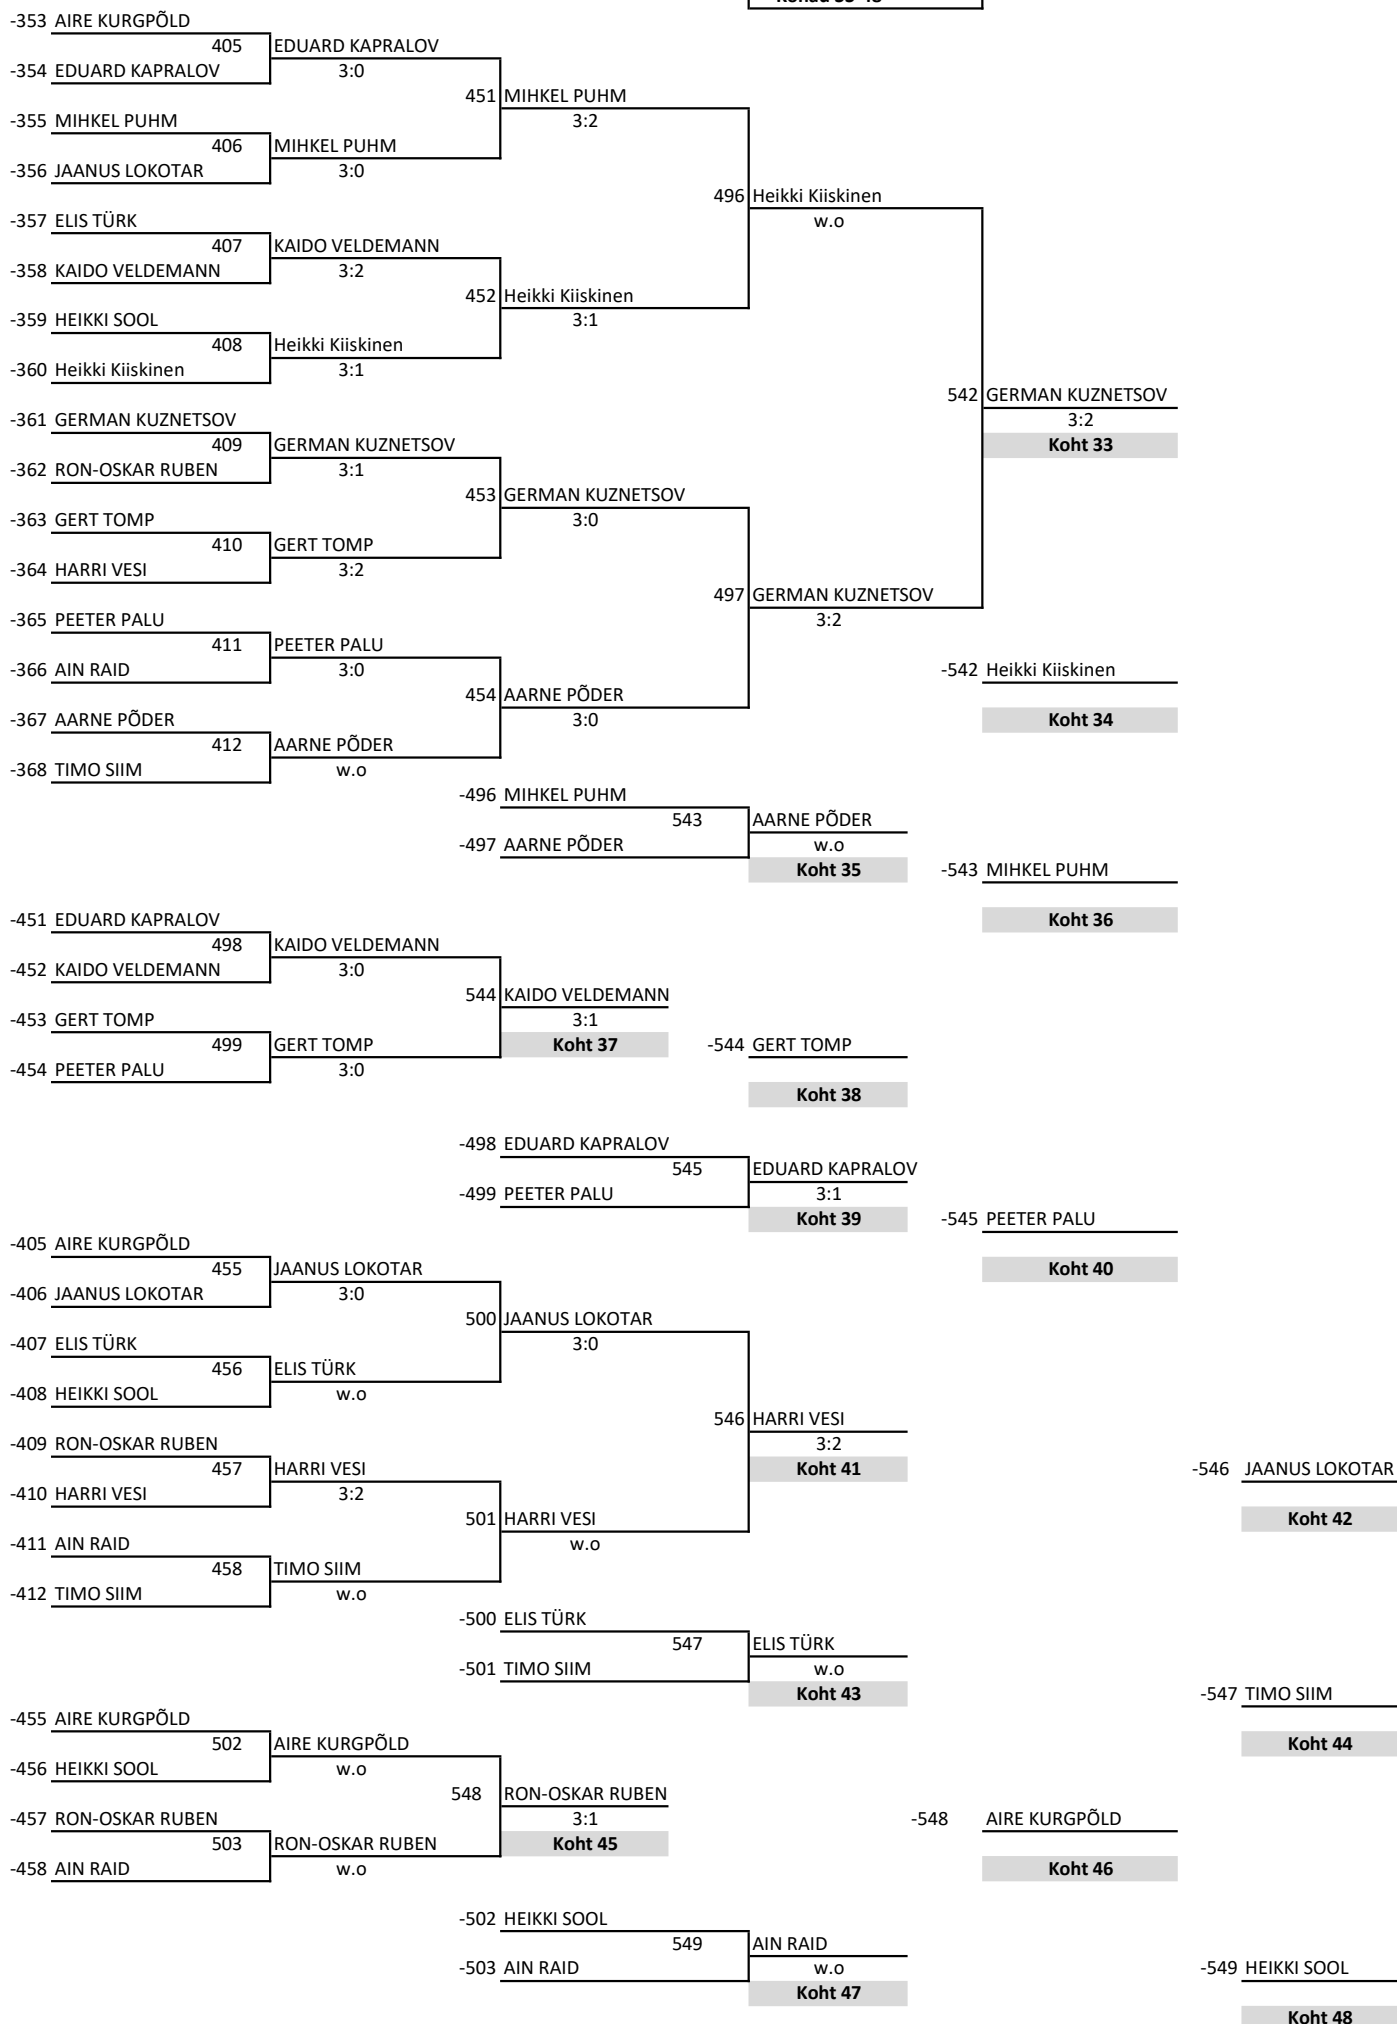 Kohad 33-48
-353 AIRE KURGPÕLD
405 EDUARD KAPRALOV
-354 EDUARD KAPRALOV 3:0
451 MIHKEL PUHM
-355 MIHKEL PUHM 3:2
406 MIHKEL PUHM
-356 JAANUS LOKOTAR 3:0
496 Heikki Kiiskinen
-357 ELIS TÜRK w.o
407 KAIDO VELDEMANN
-358 KAIDO VELDEMANN 3:2
452 Heikki Kiiskinen
-359 HEIKKI SOOL 3:1
408 Heikki Kiiskinen
-360 Heikki Kiiskinen 3:1
542 GERMAN KUZNETSOV
-361 GERMAN KUZNETSOV 3:2
409 GERMAN KUZNETSOV Koht 33
-362 RON-OSKAR RUBEN 3:1
453 GERMAN KUZNETSOV
-363 GERT TOMP 3:0
410 GERT TOMP
-364 HARRI VESI 3:2
497 GERMAN KUZNETSOV
-365 PEETER PALU 3:2
411 PEETER PALU
-366 AIN RAID 3:0 -542 Heikki Kiiskinen
454 AARNE PÕDER
-367 AARNE PÕDER 3:0 Koht 34
412 AARNE PÕDER
-368 TIMO SIIM w.o
-496 MIHKEL PUHM
543 AARNE PÕDER
-497 AARNE PÕDER w.o
Koht 35 -543 MIHKEL PUHM
-451 EDUARD KAPRALOV Koht 36
498 KAIDO VELDEMANN
-452 KAIDO VELDEMANN 3:0
544 KAIDO VELDEMANN
-453 GERT TOMP 3:1
499 GERT TOMP Koht 37 -544 GERT TOMP
-454 PEETER PALU 3:0
Koht 38
-498 EDUARD KAPRALOV
545 EDUARD KAPRALOV
-499 PEETER PALU 3:1
Koht 39 -545 PEETER PALU
-405 AIRE KURGPÕLD
455 JAANUS LOKOTAR Koht 40
-406 JAANUS LOKOTAR 3:0
500 JAANUS LOKOTAR
-407 ELIS TÜRK 3:0
456 ELIS TÜRK
-408 HEIKKI SOOL w.o
546 HARRI VESI
-409 RON-OSKAR RUBEN 3:2
457 HARRI VESI Koht 41 -546 JAANUS LOKOTAR
-410 HARRI VESI 3:2
501 HARRI VESI Koht 42
-411 AIN RAID w.o
458 TIMO SIIM
-412 TIMO SIIM w.o
-500 ELIS TÜRK
547 ELIS TÜRK
-501 TIMO SIIM w.o
Koht 43 -547 TIMO SIIM
-455 AIRE KURGPÕLD
502 AIRE KURGPÕLD Koht 44
-456 HEIKKI SOOL w.o
548 RON-OSKAR RUBEN
-457 RON-OSKAR RUBEN 3:1 -548 AIRE KURGPÕLD
503 RON-OSKAR RUBEN Koht 45
-458 AIN RAID w.o Koht 46
-502 HEIKKI SOOL
549 AIN RAID
-503 AIN RAID w.o -549 HEIKKI SOOL
Koht 47
Koht 48